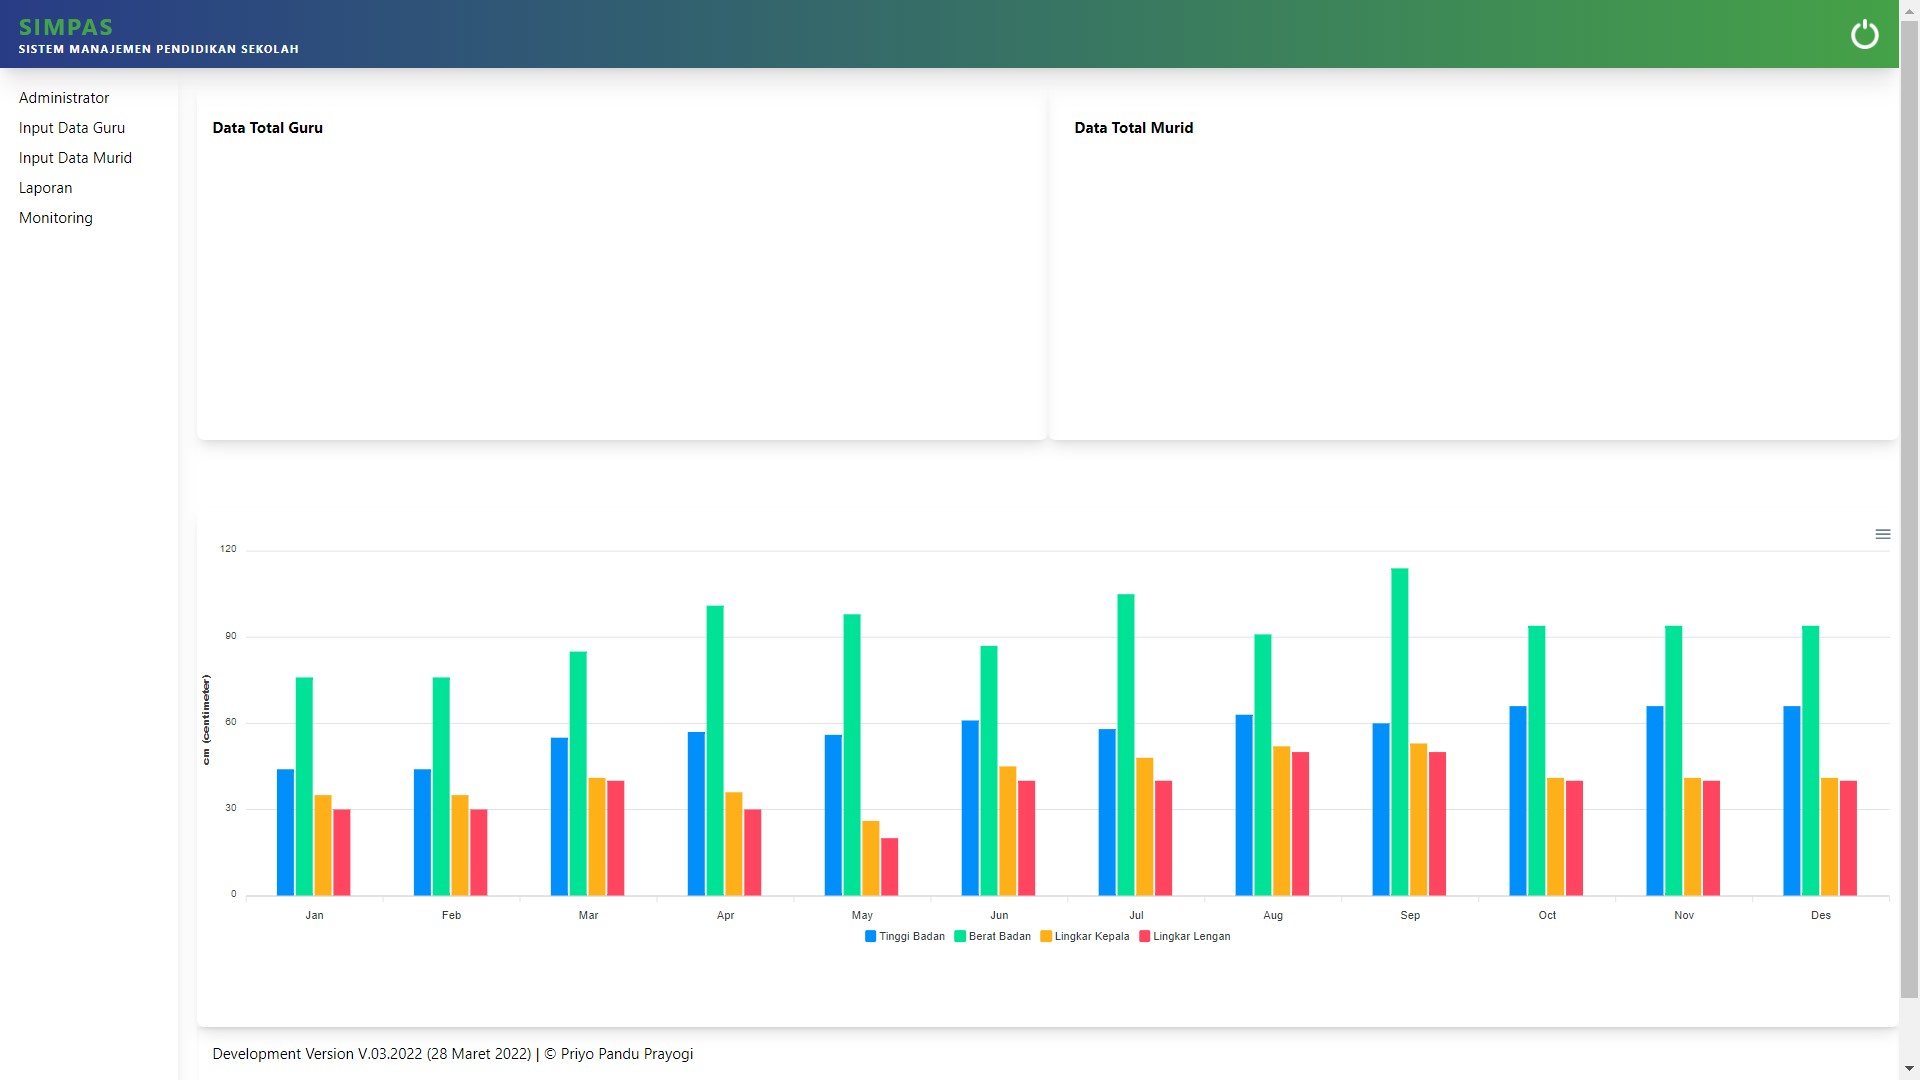 SIMPAS
SISTEM MANAJEMEN PENDIDIKAN SEKOLAH
Administrator
Input Data Guru
Input Data Murid
Laporan
Monitoring
Data Total Guru
Data Total Murid
120
90
60
30
0
cm (centimeter)
Jan Feb Mar Apr May Jun Jul Aug Sep Oct Nov Des
Tinggi Badan Berat Badan Lingkar Kepala Lingkar Lengan
Development Version V.03.2022 (28 Maret 2022) | © Priyo Pandu Prayogi